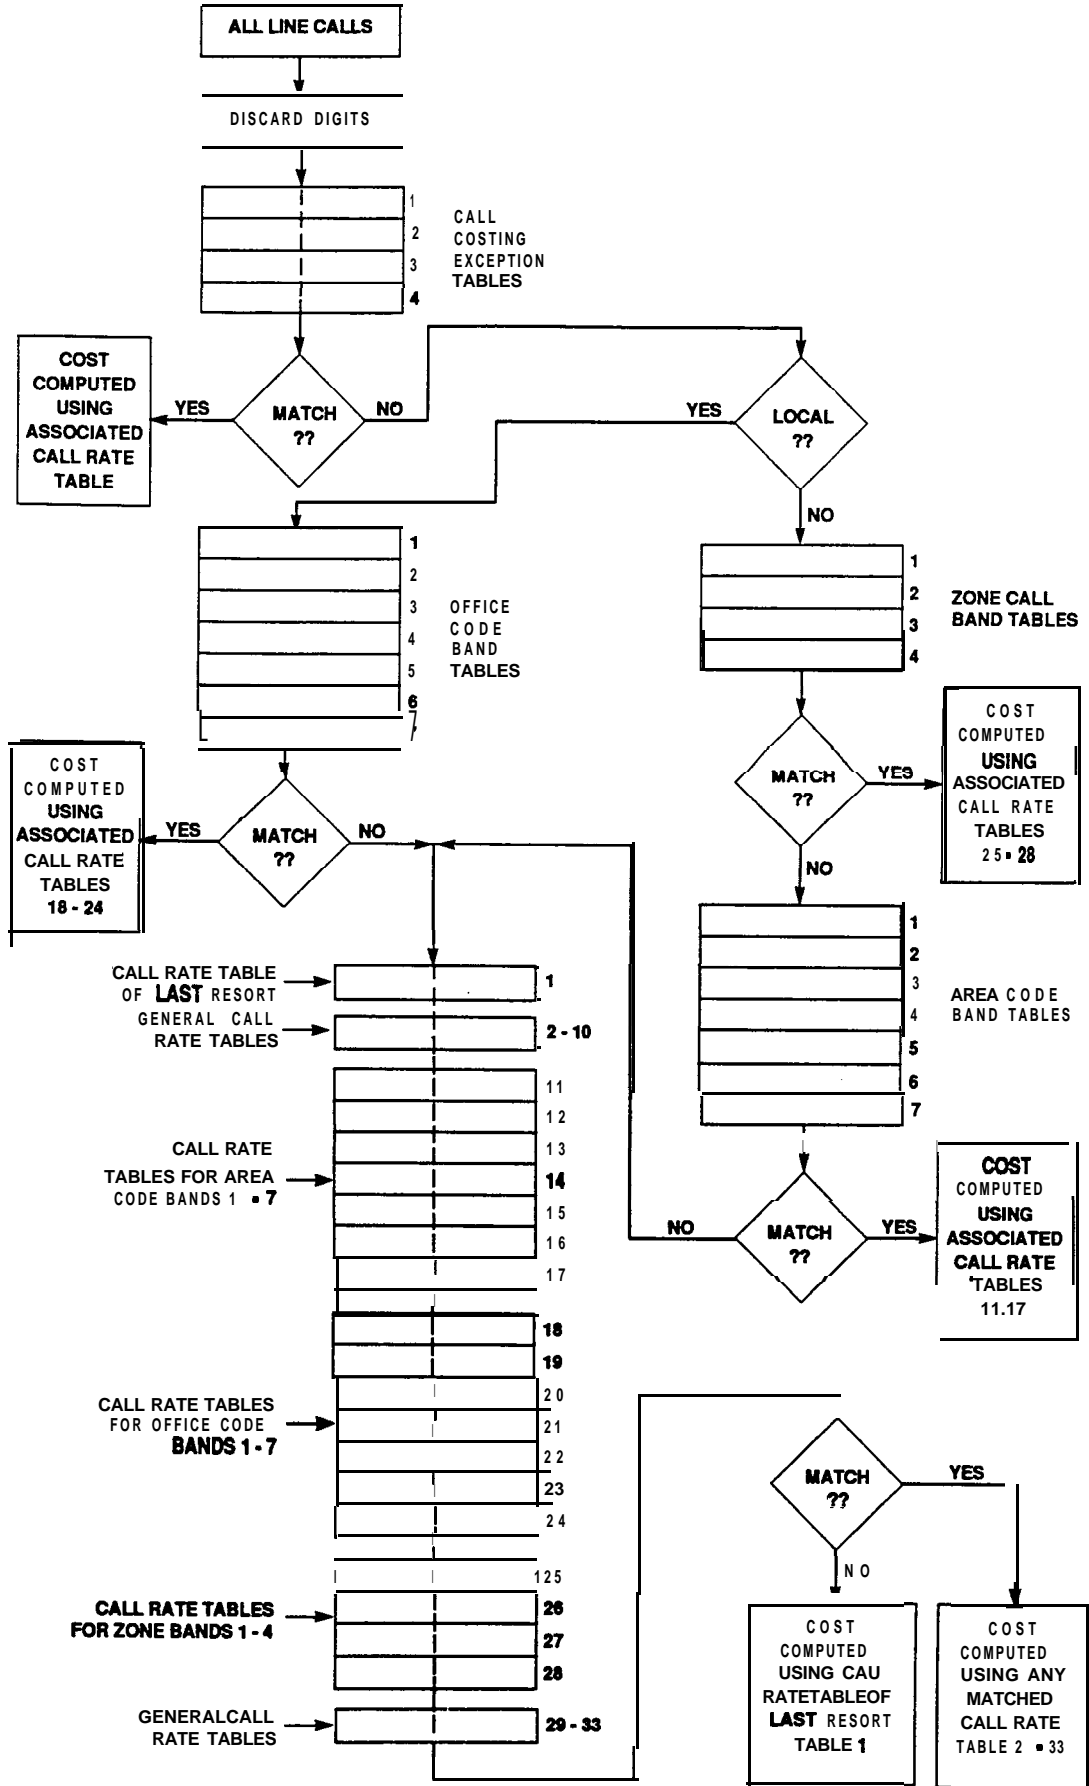 ALL LINE CALLS
DISCARD DIGITS
1
2
3
4
CALL
COSTING
EXCEPTION
TABLES
COST
COMPUTED
USING
ASSOCIATED
CALL RATE
TABLE
YES
MATCH
??
NO
YES
LOCAL
??
NO
1
2
3
4
5
6
7
OFFICE
CODE
BAND
TABLES
1
2
3
4
ZONE CALL
BAND TABLES
COST
COMPUTED
USING
ASSOCIATED
CALL RATE
TABLES
18 - 24
YES
MATCH
??
NO
MATCH
??
YES
NO
COST
COMPUTED
USING
ASSOCIATED
CALL RATE
TABLES
25 ▪ 28
1
2
3
4
5
6
7
AREA CODE
BAND TABLES
CALL RATE TABLE
OF LAST RESORT
1
GENERAL CALL
RATE TABLES
2 - 10
11
12
13
14
15
16
17
CALL RATE
TABLES FOR AREA
CODE BANDS 1 ▪ 7
NO
MATCH
??
YES
COST
COMPUTED
USING
ASSOCIATED
CALL RATE
'TABLES
11.17
18
19
20
21
22
23
24
CALL RATE TABLES
FOR OFFICE CODE
BANDS 1 - 7
125
26
27
28
CALL RATE TABLES
FOR ZONE BANDS 1 - 4
GENERALCALL
RATE TABLES
29 - 33
MATCH
??
YES
NO
COST
COMPUTED
USING CAU
RATETABLEOF
LAST RESORT
TABLE 1
COST
COMPUTED
USING ANY
MATCHED
CALL RATE
TABLE 2 ▪ 33